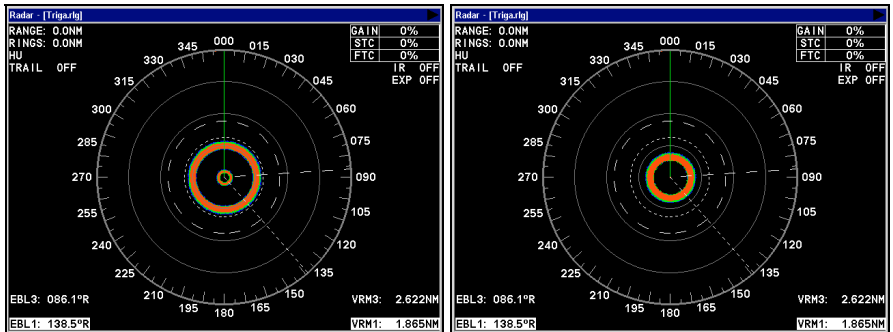 Radar - [Triga.rlg]
RANGE: 0.0NM
RINGS: 0.0NM
HU
TRAIL OFF
GAIN 0%
STC 0%
FTC 0%
IR OFF
EXP OFF
000
015
030
045
060
075
090
105
120
135
150
165
180
195
210
225
240
255
270
285
300
315
330
345
EBL3: 086.1ºR
VRM3: 2.622NM
EBL1: 138.5ºR
VRM1: 1.865NM
Radar - [Triga.rlg]
RANGE: 0.0NM
RINGS: 0.0NM
HU
TRAIL OFF
GAIN 0%
STC 0%
FTC 0%
IR OFF
EXP OFF
000
015
030
045
060
075
090
105
120
135
150
165
180
195
210
225
240
255
270
285
300
315
330
345
EBL3: 086.1ºR
VRM3: 2.622NM
EBL1: 138.5ºR
VRM1: 1.865NM